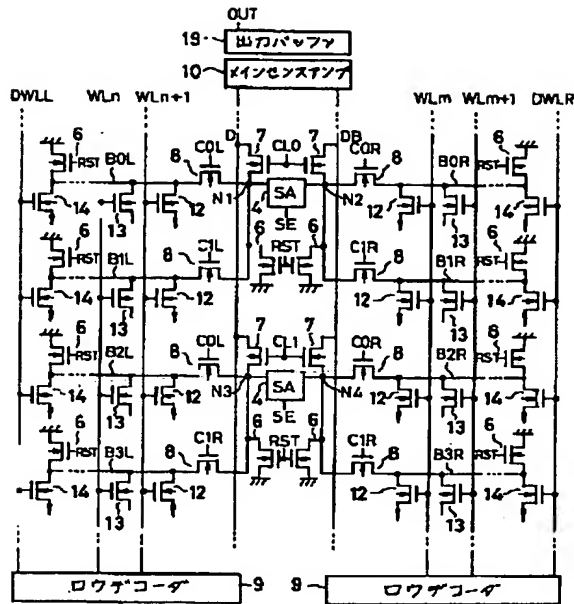 OUT
19 出力バッファ
10 メインセンスアンプ
DWLL WLn WLn+1 D 7 CL0 7 DB WLm WLm+1 DWLR
6 RST B0L 8 C0L C0R 8 B0R RST 6
N1 SA N2
14 13 12 4 SE 12 13 14
6 RST B1L 8 C1L 6 RST 6 C1R 8 B1R RST 6
14 13 12 12 13 14
6 RST B2L 8 C0L 7 CL1 7 C0R 8 B2R RST 6
N3 SA N4
14 13 12 4 SE 12 13 14
6 RST B3L 8 C1R 6 RST 6 C1R 8 B3R RST 6
14 13 12 12 13 14
ロウデコーダ 9 9 ロウデコーダ